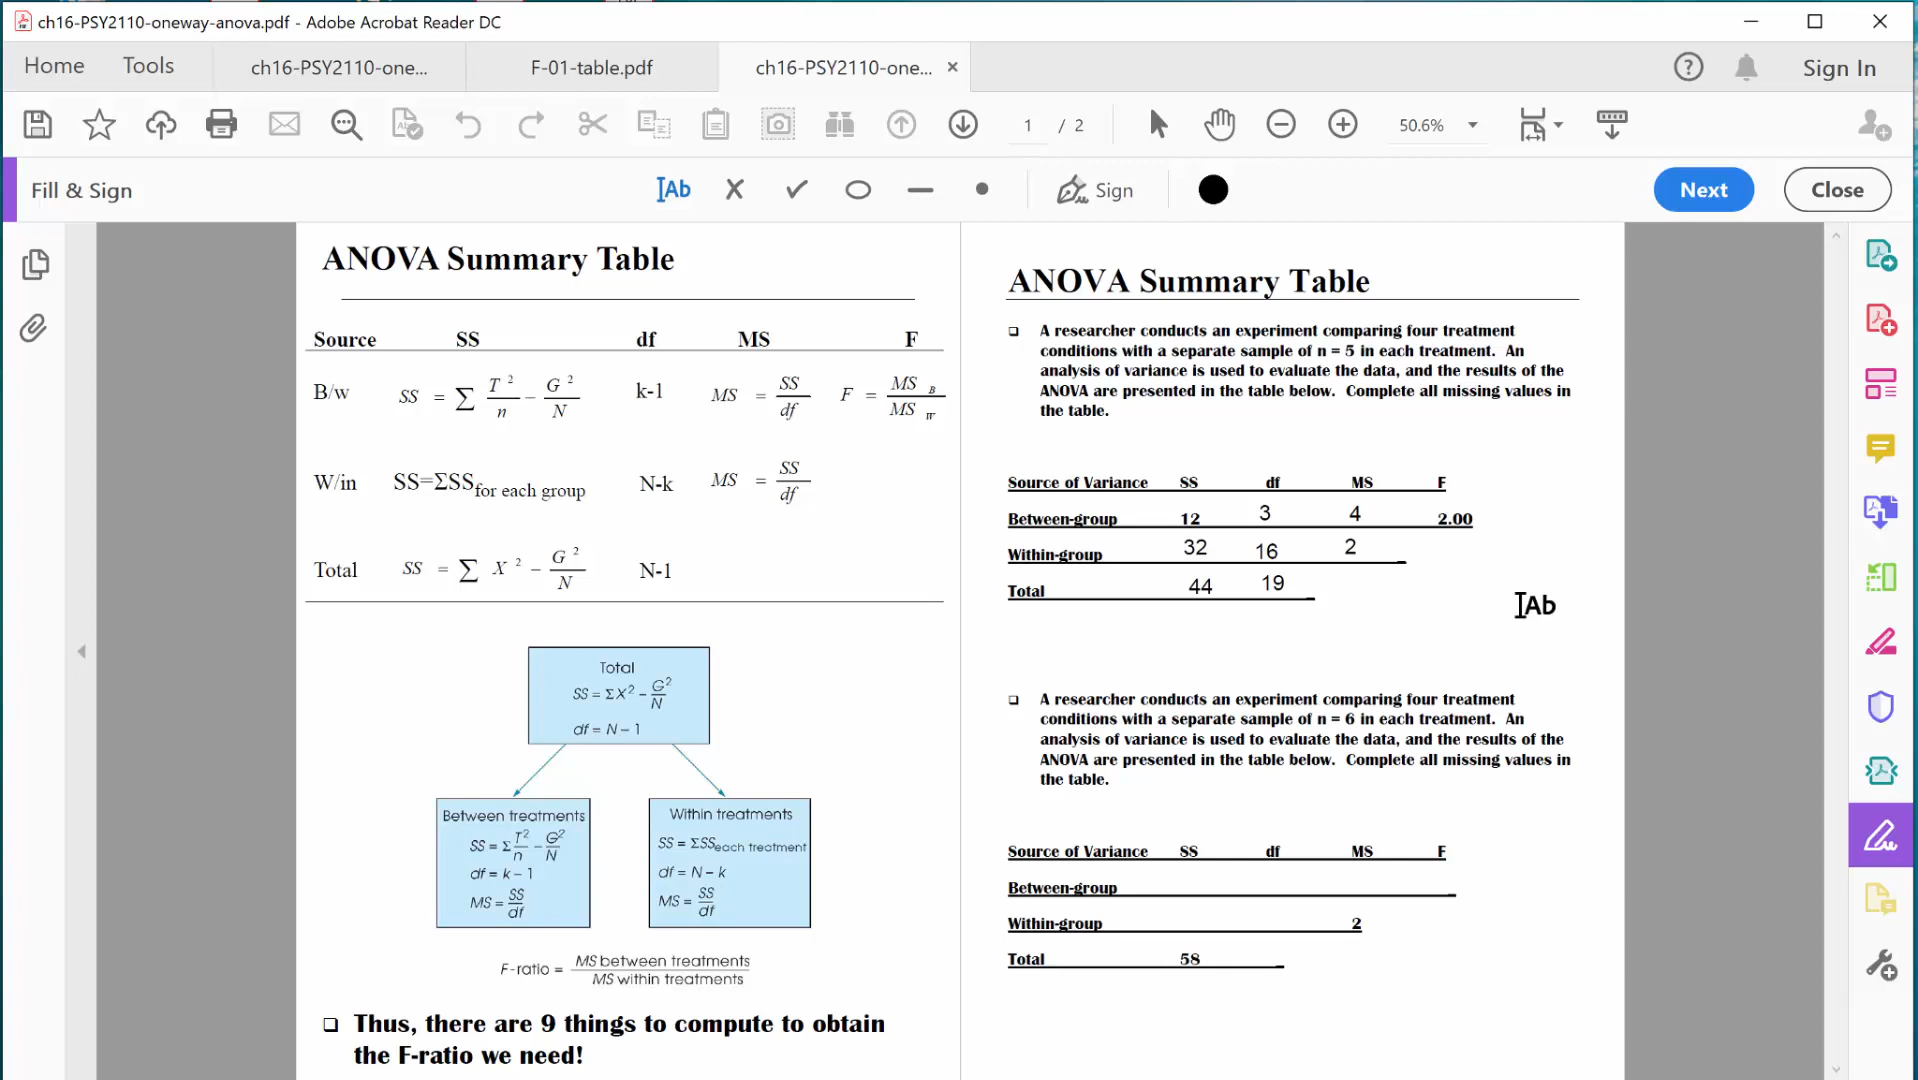 ch16-PSY2110-oneway-anova.pdf - Adobe Acrobat Reader DC
Home Tools ch16-PSY2110-one... F-01-table.pdf ch16-PSY2110-one... × Sign In
1 / 2 50.6%
Fill & Sign Ab Sign Next Close
ANOVA Summary Table
Source SS df MS F
B/w SS = ∑ T²/n − G²/N k-1 MS = SS/df F = MS B/MS W
W/in SS=ΣSS for each group N-k MS = SS/df
Total SS = ∑ X² − G²/N N-1
Total
SS = ΣX² − G²/N
df = N − 1
Between treatments
SS = Σ T²/n − G²/N
df = k − 1
MS = SS/df
Within treatments
SS = ΣSS each treatment
df = N − k
MS = SS/df
F-ratio = MS between treatments/MS within treatments
❑ Thus, there are 9 things to compute to obtain
the F-ratio we need!
ANOVA Summary Table
❑ A researcher conducts an experiment comparing four treatment
conditions with a separate sample of n = 5 in each treatment. An
analysis of variance is used to evaluate the data, and the results of the
ANOVA are presented in the table below. Complete all missing values in
the table.
Source of Variance SS df MS F
Between-group 12 3 4 2.00
Within-group 32 16 2
Total 44 19
Ab
❑ A researcher conducts an experiment comparing four treatment
conditions with a separate sample of n = 6 in each treatment. An
analysis of variance is used to evaluate the data, and the results of the
ANOVA are presented in the table below. Complete all missing values in
the table.
Source of Variance SS df MS F
Between-group
Within-group 2
Total 58